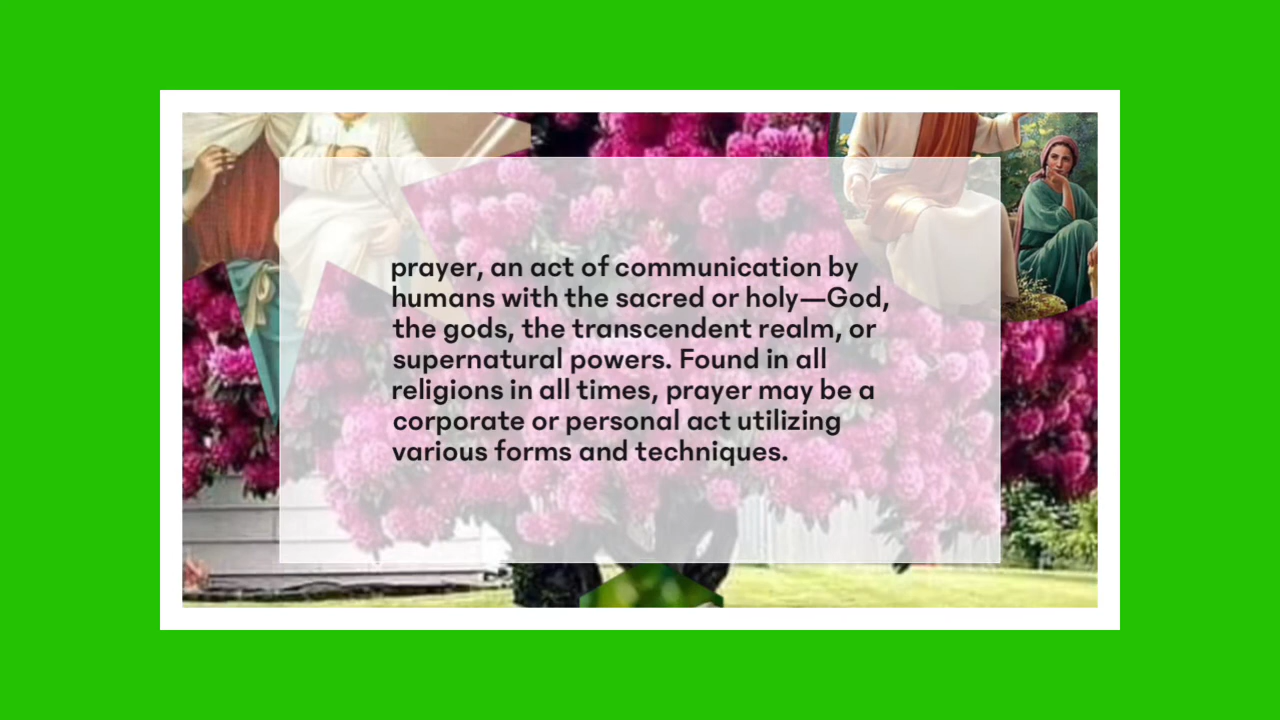 prayer, an act of communication by
humans with the sacred or holy—God,
the gods, the transcendent realm, or
supernatural powers. Found in all
religions in all times, prayer may be a
corporate or personal act utilizing
various forms and techniques.